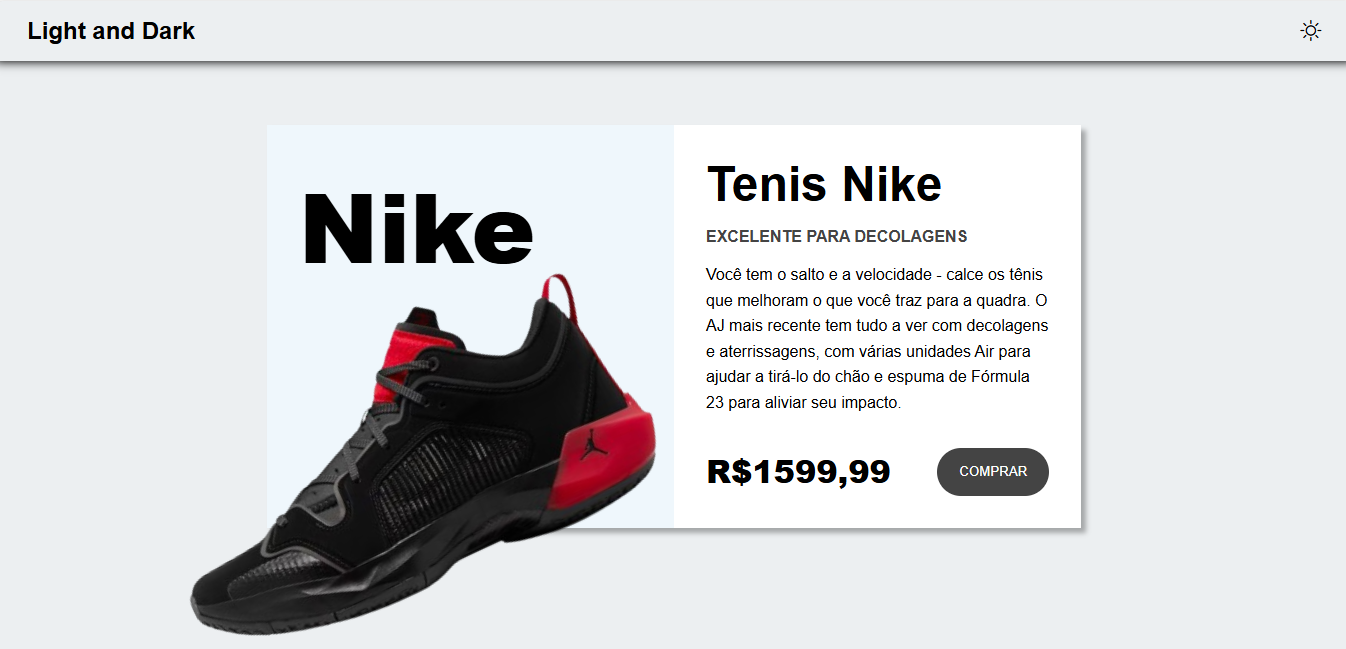 Light and Dark
Nike
Tenis Nike
EXCELENTE PARA DECOLAGENS
Você tem o salto e a velocidade - calce os tênis
que melhoram o que você traz para a quadra. O
AJ mais recente tem tudo a ver com decolagens
e aterrissagens, com várias unidades Air para
ajudar a tirá-lo do chão e espuma de Fórmula
23 para aliviar seu impacto.
R$1599,99
COMPRAR